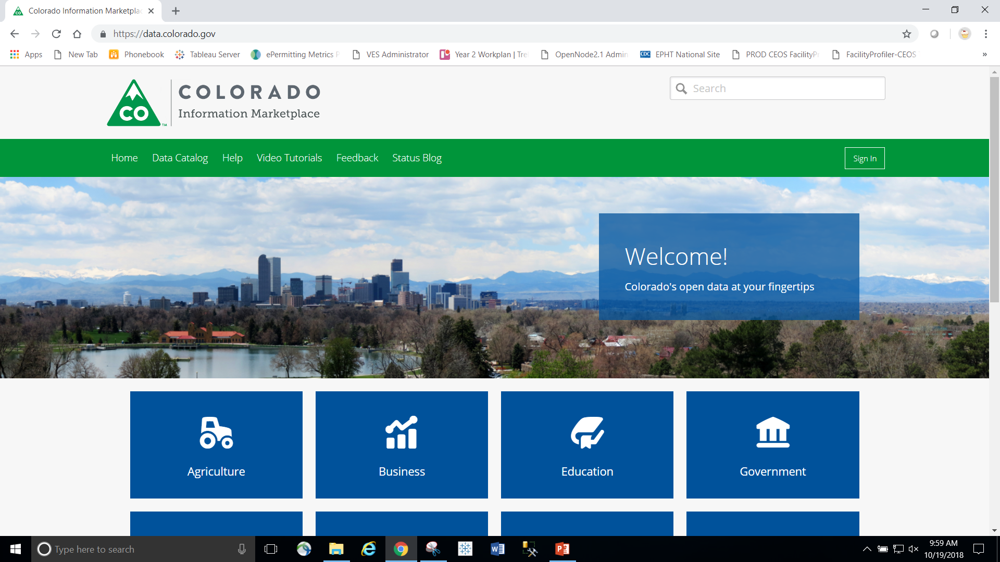 Colorado Information Marketplac
https://data.colorado.gov
Apps
New Tab
Phonebook
Tableau Server
ePermitting Metrics P
VES Administrator
Year 2 Workplan | Trel
OpenNode2.1 Admin
CDC
EPHT National Site
PROD CEOS FacilityPr
FacilityProfiler-CEOS
»
CO
TM
COLORADO
Information Marketplace
Search
Home
Data Catalog
Help
Video Tutorials
Feedback
Status Blog
Sign In
Welcome!
Colorado's open data at your fingertips
Agriculture
Business
Education
Government
Type here to search
9:59 AM
10/19/2018